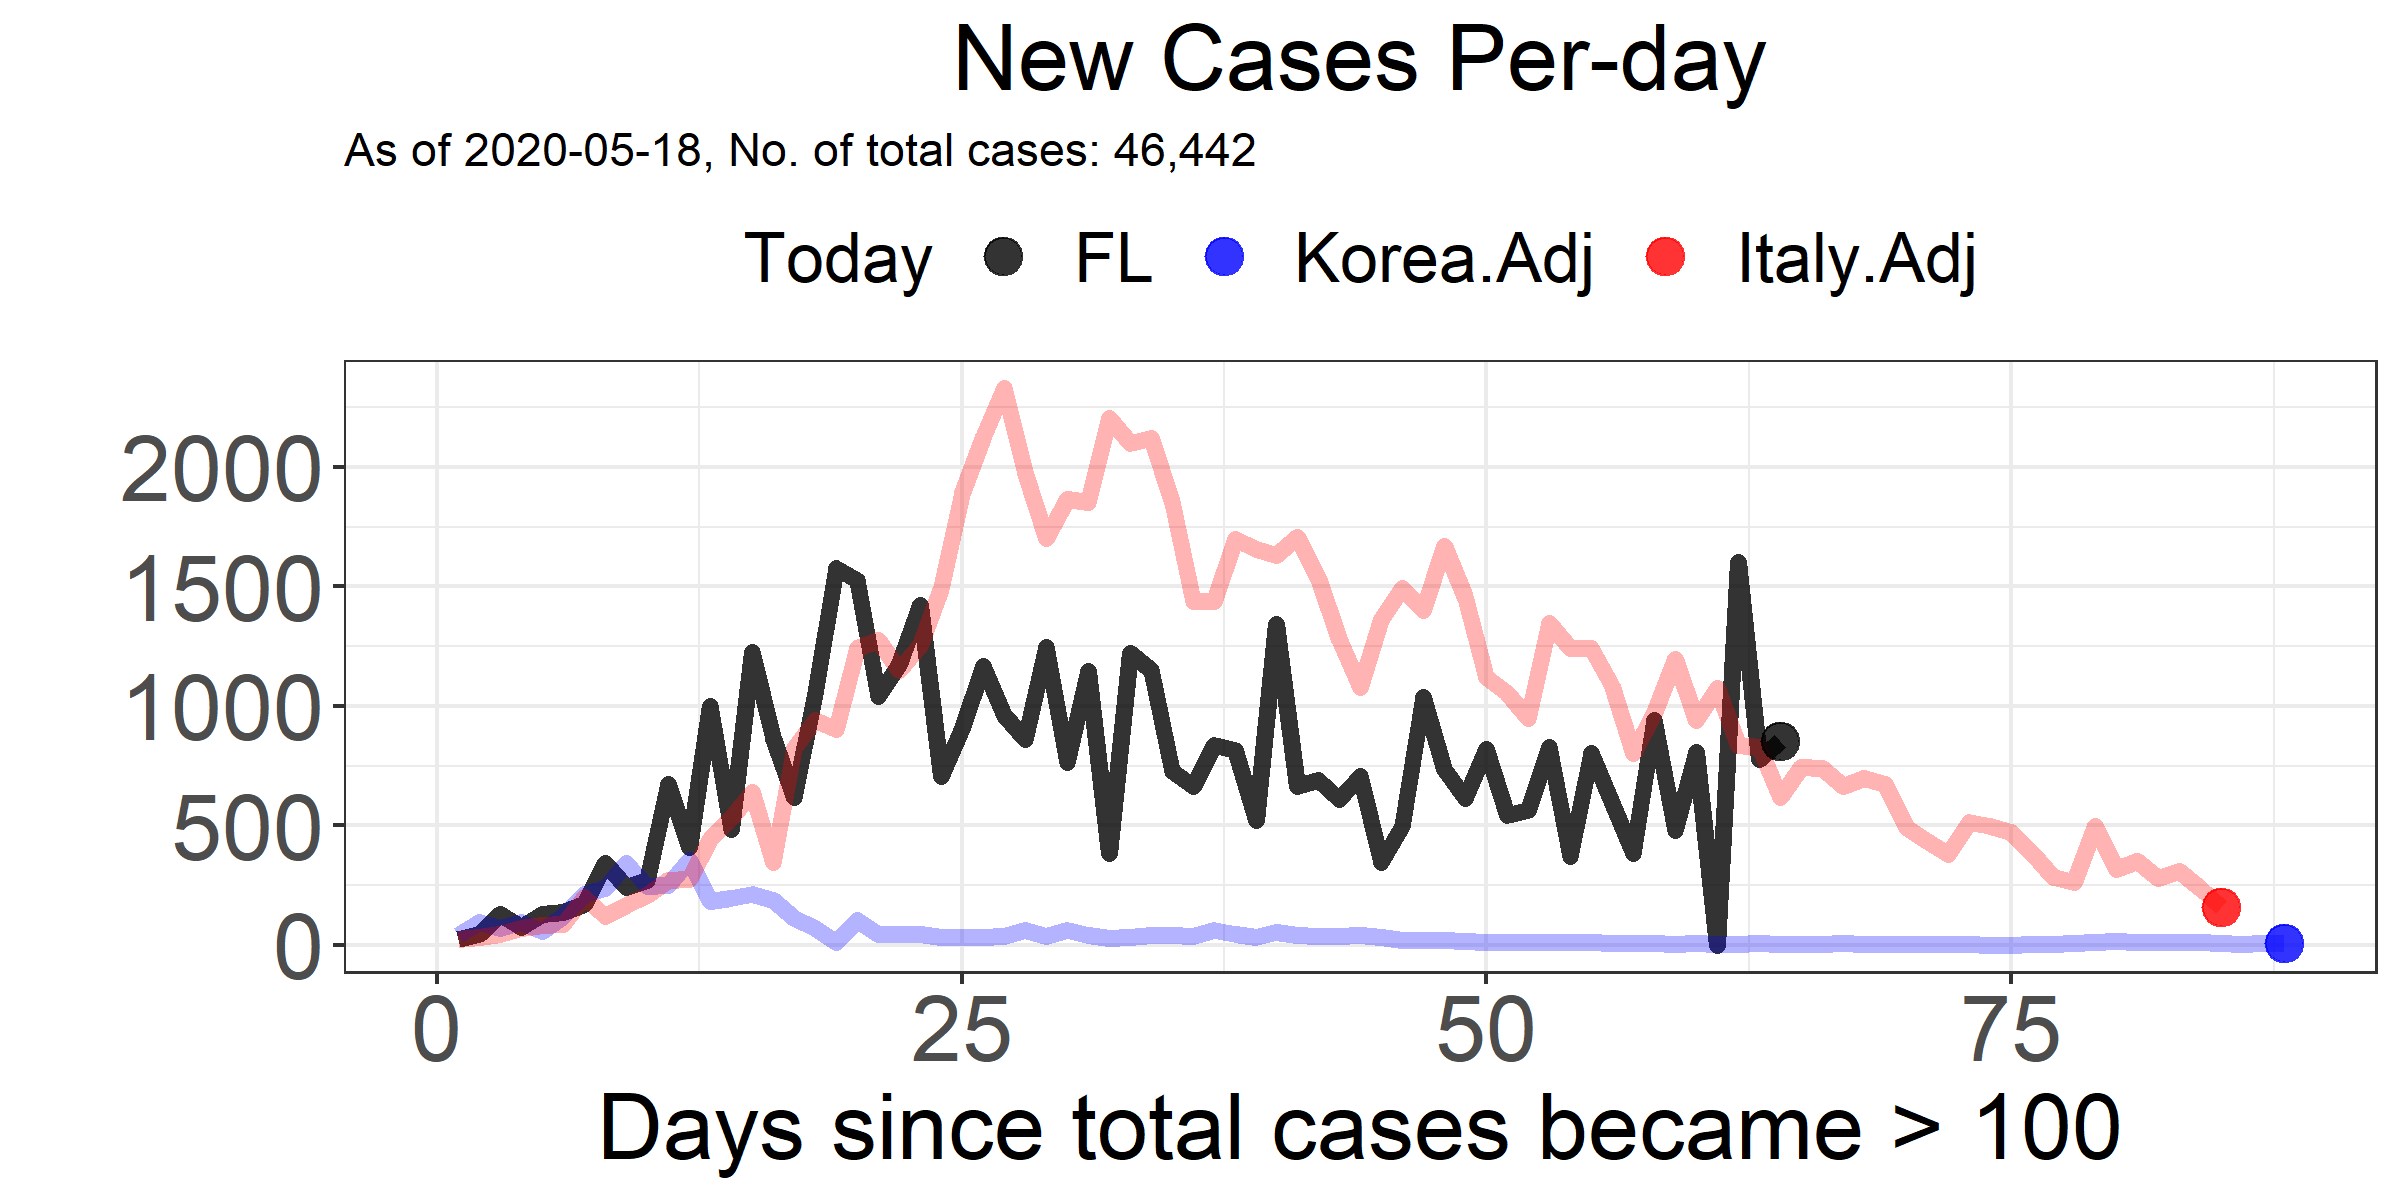 New Cases Per-day
As of 2020-05-18, No. of total cases: 46,442
Today FL Korea.Adj Italy.Adj
2000
1500
1000
500
0
0 25 50 75
Days since total cases became > 100